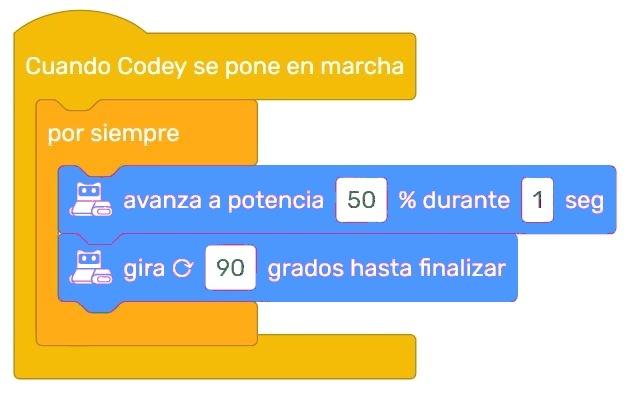 Cuando Codey se pone en marcha
por siempre
avanza a potencia 50 % durante 1 seg
gira 90 grados hasta finalizar